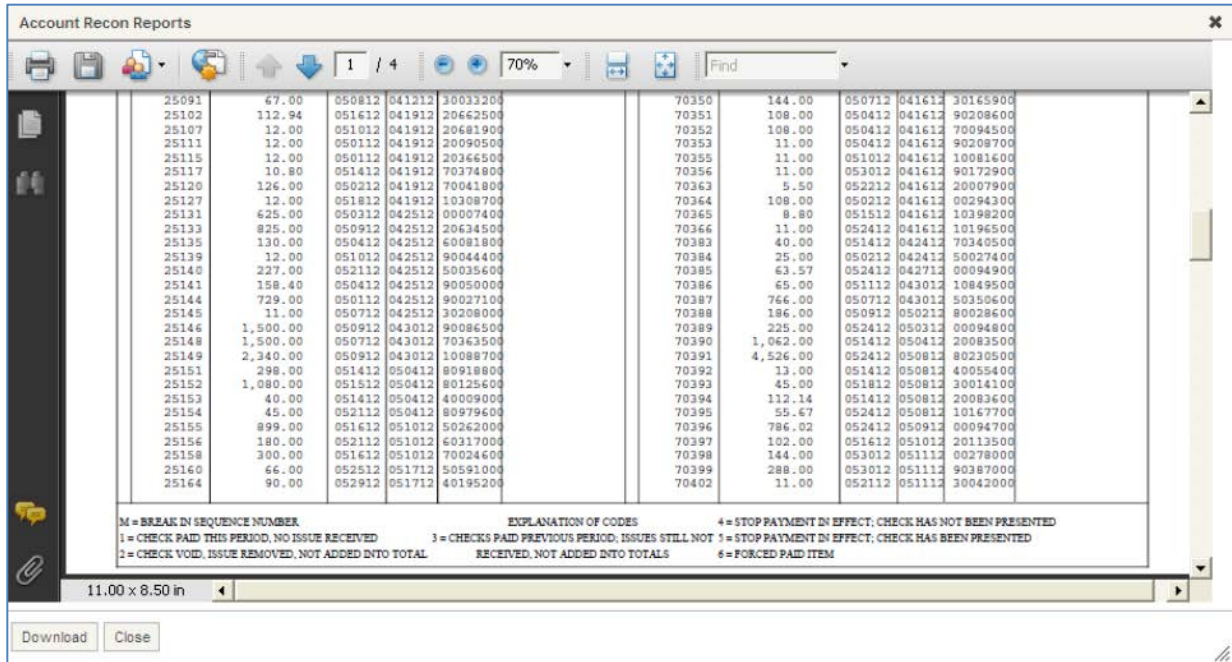 Account Recon Reports
1 / 4 70% Find
25091 67.00 050812 041212 30033200 70350 144.00 050712 041612 30165900
25102 112.94 051612 041912 20662500 70351 108.00 050412 041612 90208600
25107 12.00 051012 041912 20681900 70352 108.00 050412 041612 70094500
25111 12.00 050112 041912 20090500 70353 11.00 050412 041612 90208700
25115 12.00 050112 041912 20366500 70355 11.00 051012 041612 10081600
25117 10.80 051412 041912 70374800 70356 11.00 053012 041612 90172900
25120 126.00 050212 041912 70041800 70363 5.50 052212 041612 20007900
25127 12.00 051812 041912 10308700 70364 108.00 050212 041612 00294300
25131 625.00 050312 042512 00007400 70365 8.80 051512 041612 10398200
25133 825.00 050912 042512 20634500 70366 11.00 052412 041612 10196500
25135 130.00 050412 042512 60081800 70383 40.00 051412 042412 70340500
25139 12.00 051012 042512 90044400 70384 25.00 050212 042412 50027400
25140 227.00 052112 042512 50035600 70385 63.57 052412 042712 00094900
25141 158.40 050412 042512 90050000 70386 65.00 051112 043012 10849500
25144 729.00 050112 042512 90027100 70387 766.00 050712 043012 50350600
25145 11.00 050712 042512 30208000 70388 186.00 050912 050212 80028600
25146 1,500.00 050912 043012 90086500 70389 225.00 052412 050312 00094800
25148 1,500.00 050712 043012 70363500 70390 1,062.00 051412 050412 20083500
25149 2,340.00 050912 043012 10088700 70391 4,526.00 052412 050812 80230500
25151 298.00 051412 050412 80918800 70392 13.00 051412 050812 40055400
25152 1,080.00 051512 050412 80125600 70393 45.00 051812 050812 30014100
25153 40.00 051412 050412 40009000 70394 112.14 051412 050812 20083600
25154 45.00 052112 050412 80979600 70395 55.67 052412 050812 10167700
25155 899.00 051612 051012 50262000 70396 786.02 052412 050912 00094700
25156 180.00 052112 051012 60317000 70397 102.00 051612 051012 20113500
25158 300.00 051612 051012 70024600 70398 144.00 053012 051112 00278000
25160 66.00 052512 051712 50591000 70399 288.00 053012 051112 90387000
25164 90.00 052912 051712 40195200 70402 11.00 052112 051112 30042000
M = BREAK IN SEQUENCE NUMBER EXPLANATION OF CODES 4 = STOP PAYMENT IN EFFECT; CHECK HAS NOT BEEN PRESENTED
1 = CHECK PAID THIS PERIOD, NO ISSUE RECEIVED 3 = CHECKS PAID PREVIOUS PERIOD; ISSUES STILL NOT 5 = STOP PAYMENT IN EFFECT; CHECK HAS BEEN PRESENTED
2 = CHECK VOID, ISSUE REMOVED, NOT ADDED INTO TOTAL RECEIVED, NOT ADDED INTO TOTALS 6 = FORCED PAID ITEM
11.00 x 8.50 in
Download Close